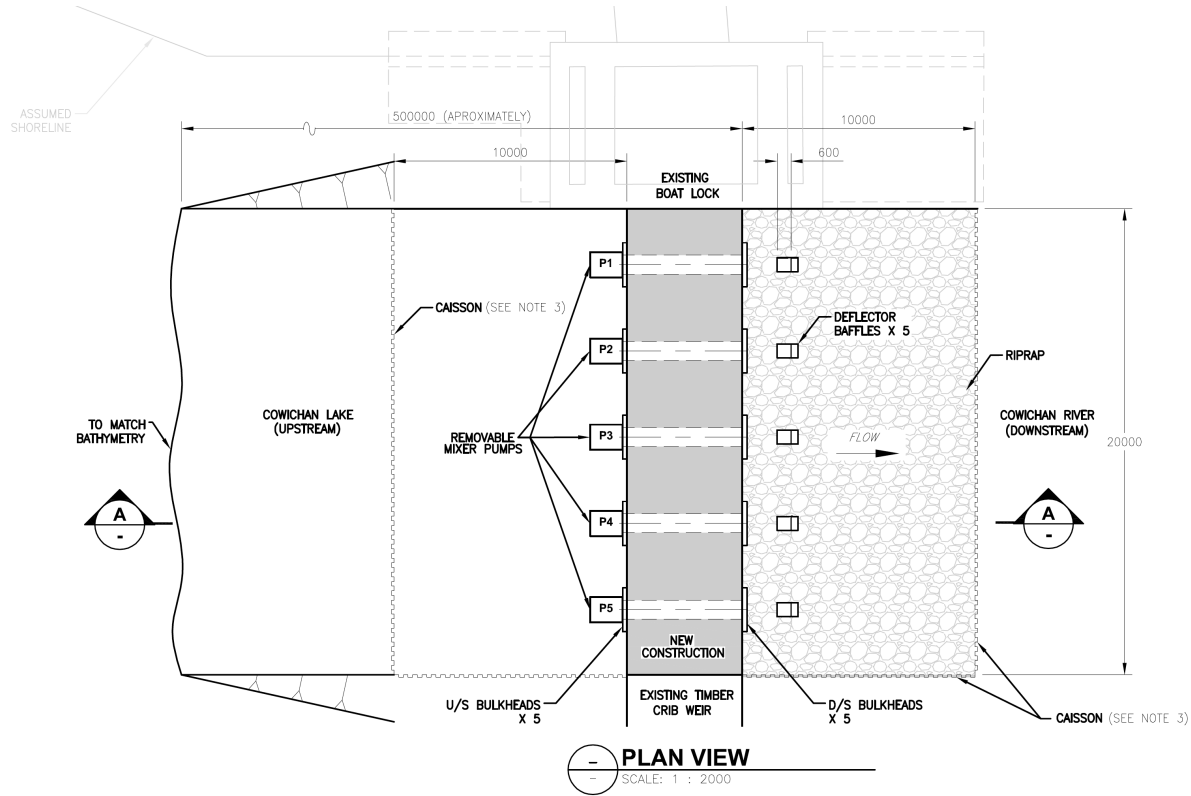 ASSUMED
SHORELINE
500000 (APROXIMATELY)
10000
10000
600
EXISTING
BOAT LOCK
P1
CAISSON (SEE NOTE 3)
P2
DEFLECTOR
BAFFLES X 5
RIPRAP
TO MATCH
BATHYMETRY
COWICHAN LAKE
(UPSTREAM)
REMOVABLE
MIXER PUMPS
P3
FLOW
COWICHAN RIVER
(DOWNSTREAM)
20000
A
-
P4
A
-
P5
NEW
CONSTRUCTION
U/S BULKHEADS
X 5
EXISTING TIMBER
CRIB WEIR
D/S BULKHEADS
X 5
CAISSON (SEE NOTE 3)
-
-
PLAN VIEW
SCALE: 1 : 2000